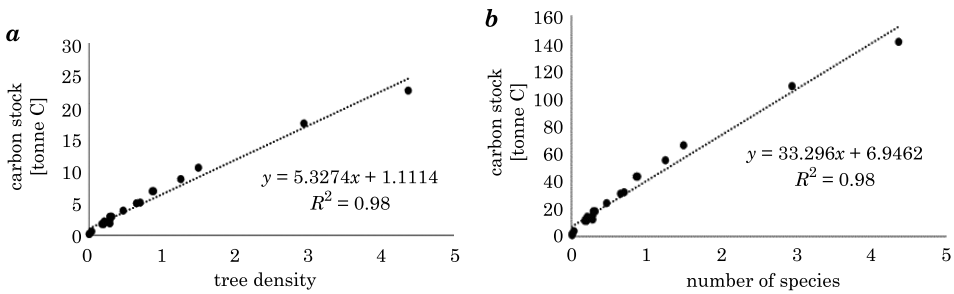 a
carbon stock
[tonne C]
30
25
20
15
10
5
0
y = 5.3274x + 1.1114
R² = 0.98
0 1 2 3 4 5
tree density
b
carbon stock
[tonne C]
160
140
120
100
80
60
40
20
0
y = 33.296x + 6.9462
R² = 0.98
0 1 2 3 4 5
number of species